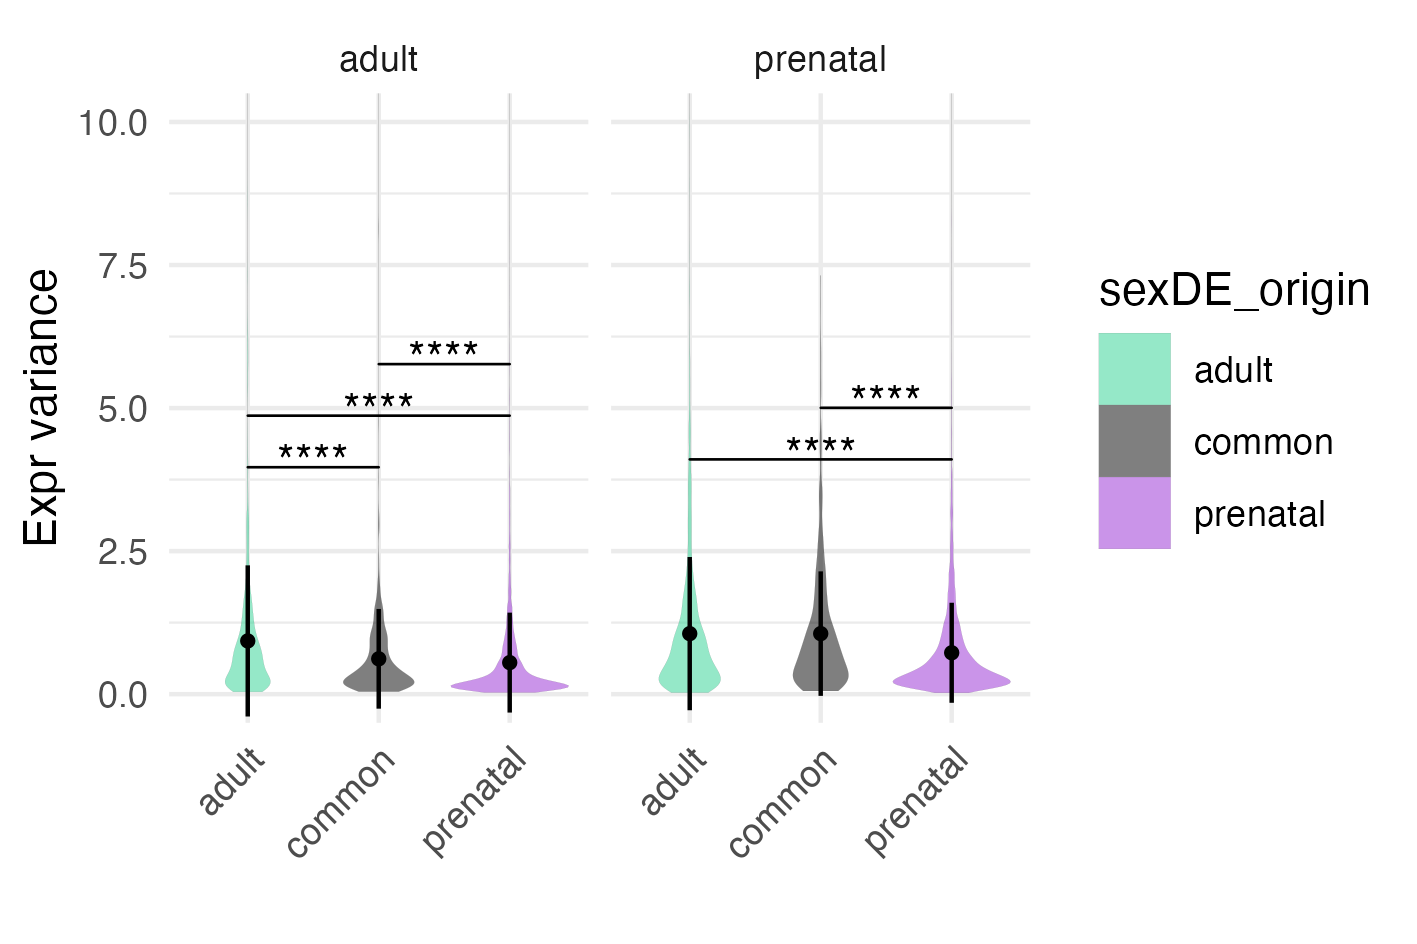 adult
prenatal
10.0
7.5
5.0
2.5
0.0
Expr variance
****
****
****
****
****
adult
common
prenatal
adult
common
prenatal
sexDE_origin
adult
common
prenatal